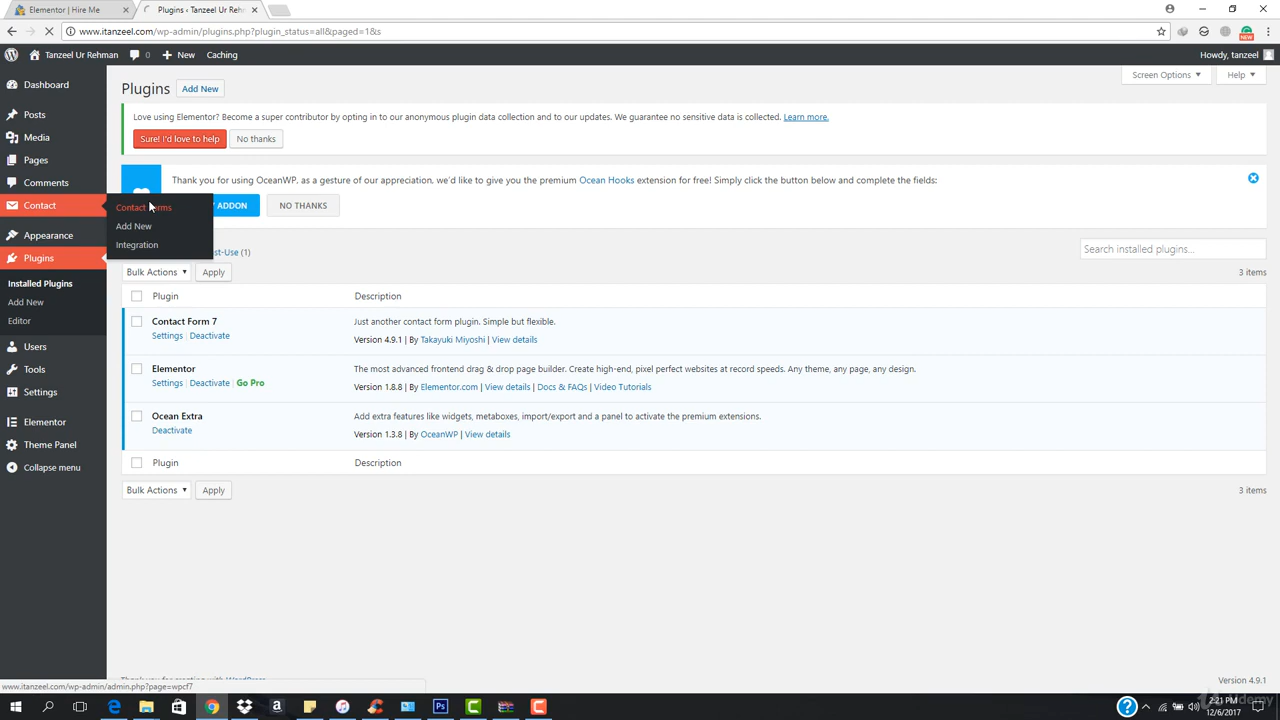 Elementor | Hire Me
Plugins ‹ Tanzeel Ur Rehm
www.itanzeel.com/wp-admin/plugins.php?plugin_status=all&paged=1&s
NEW
Tanzeel Ur Rehman 0 New Caching
Howdy, tanzeel
Screen Options ▼ Help ▼
Dashboard
Posts
Media
Pages
Comments
Contact
Contact Forms
Add New
Integration
Appearance
Plugins
Installed Plugins
Add New
Editor
Users
Tools
Settings
Elementor
Theme Panel
Collapse menu
Plugins Add New
Love using Elementor? Become a super contributor by opting in to our anonymous plugin data collection and to our updates. We guarantee no sensitive data is collected. Learn more.
Sure! I'd love to help No thanks
Thank you for using OceanWP, as a gesture of our appreciation, we'd like to give you the premium Ocean Hooks extension for free! Simply click the button below and complete the fields:
ADDON NO THANKS
st-Use (1)
Search installed plugins...
Bulk Actions ▼ Apply
3 items
Plugin Description
Contact Form 7 Just another contact form plugin. Simple but flexible.
Settings | Deactivate Version 4.9.1 | By Takayuki Miyoshi | View details
Elementor The most advanced frontend drag & drop page builder. Create high-end, pixel perfect websites at record speeds. Any theme, any page, any design.
Settings | Deactivate | Go Pro Version 1.8.8 | By Elementor.com | View details | Docs & FAQs | Video Tutorials
Ocean Extra Add extra features like widgets, metaboxes, import/export and a panel to activate the premium extensions.
Deactivate Version 1.3.8 | By OceanWP | View details
Plugin Description
Bulk Actions ▼ Apply
3 items
Thank you for creating with WordPress
Version 4.9.1
www.itanzeel.com/wp-admin/admin.php?page=wpcf7
Ps
2:21 PM
12/6/2017
Udemy